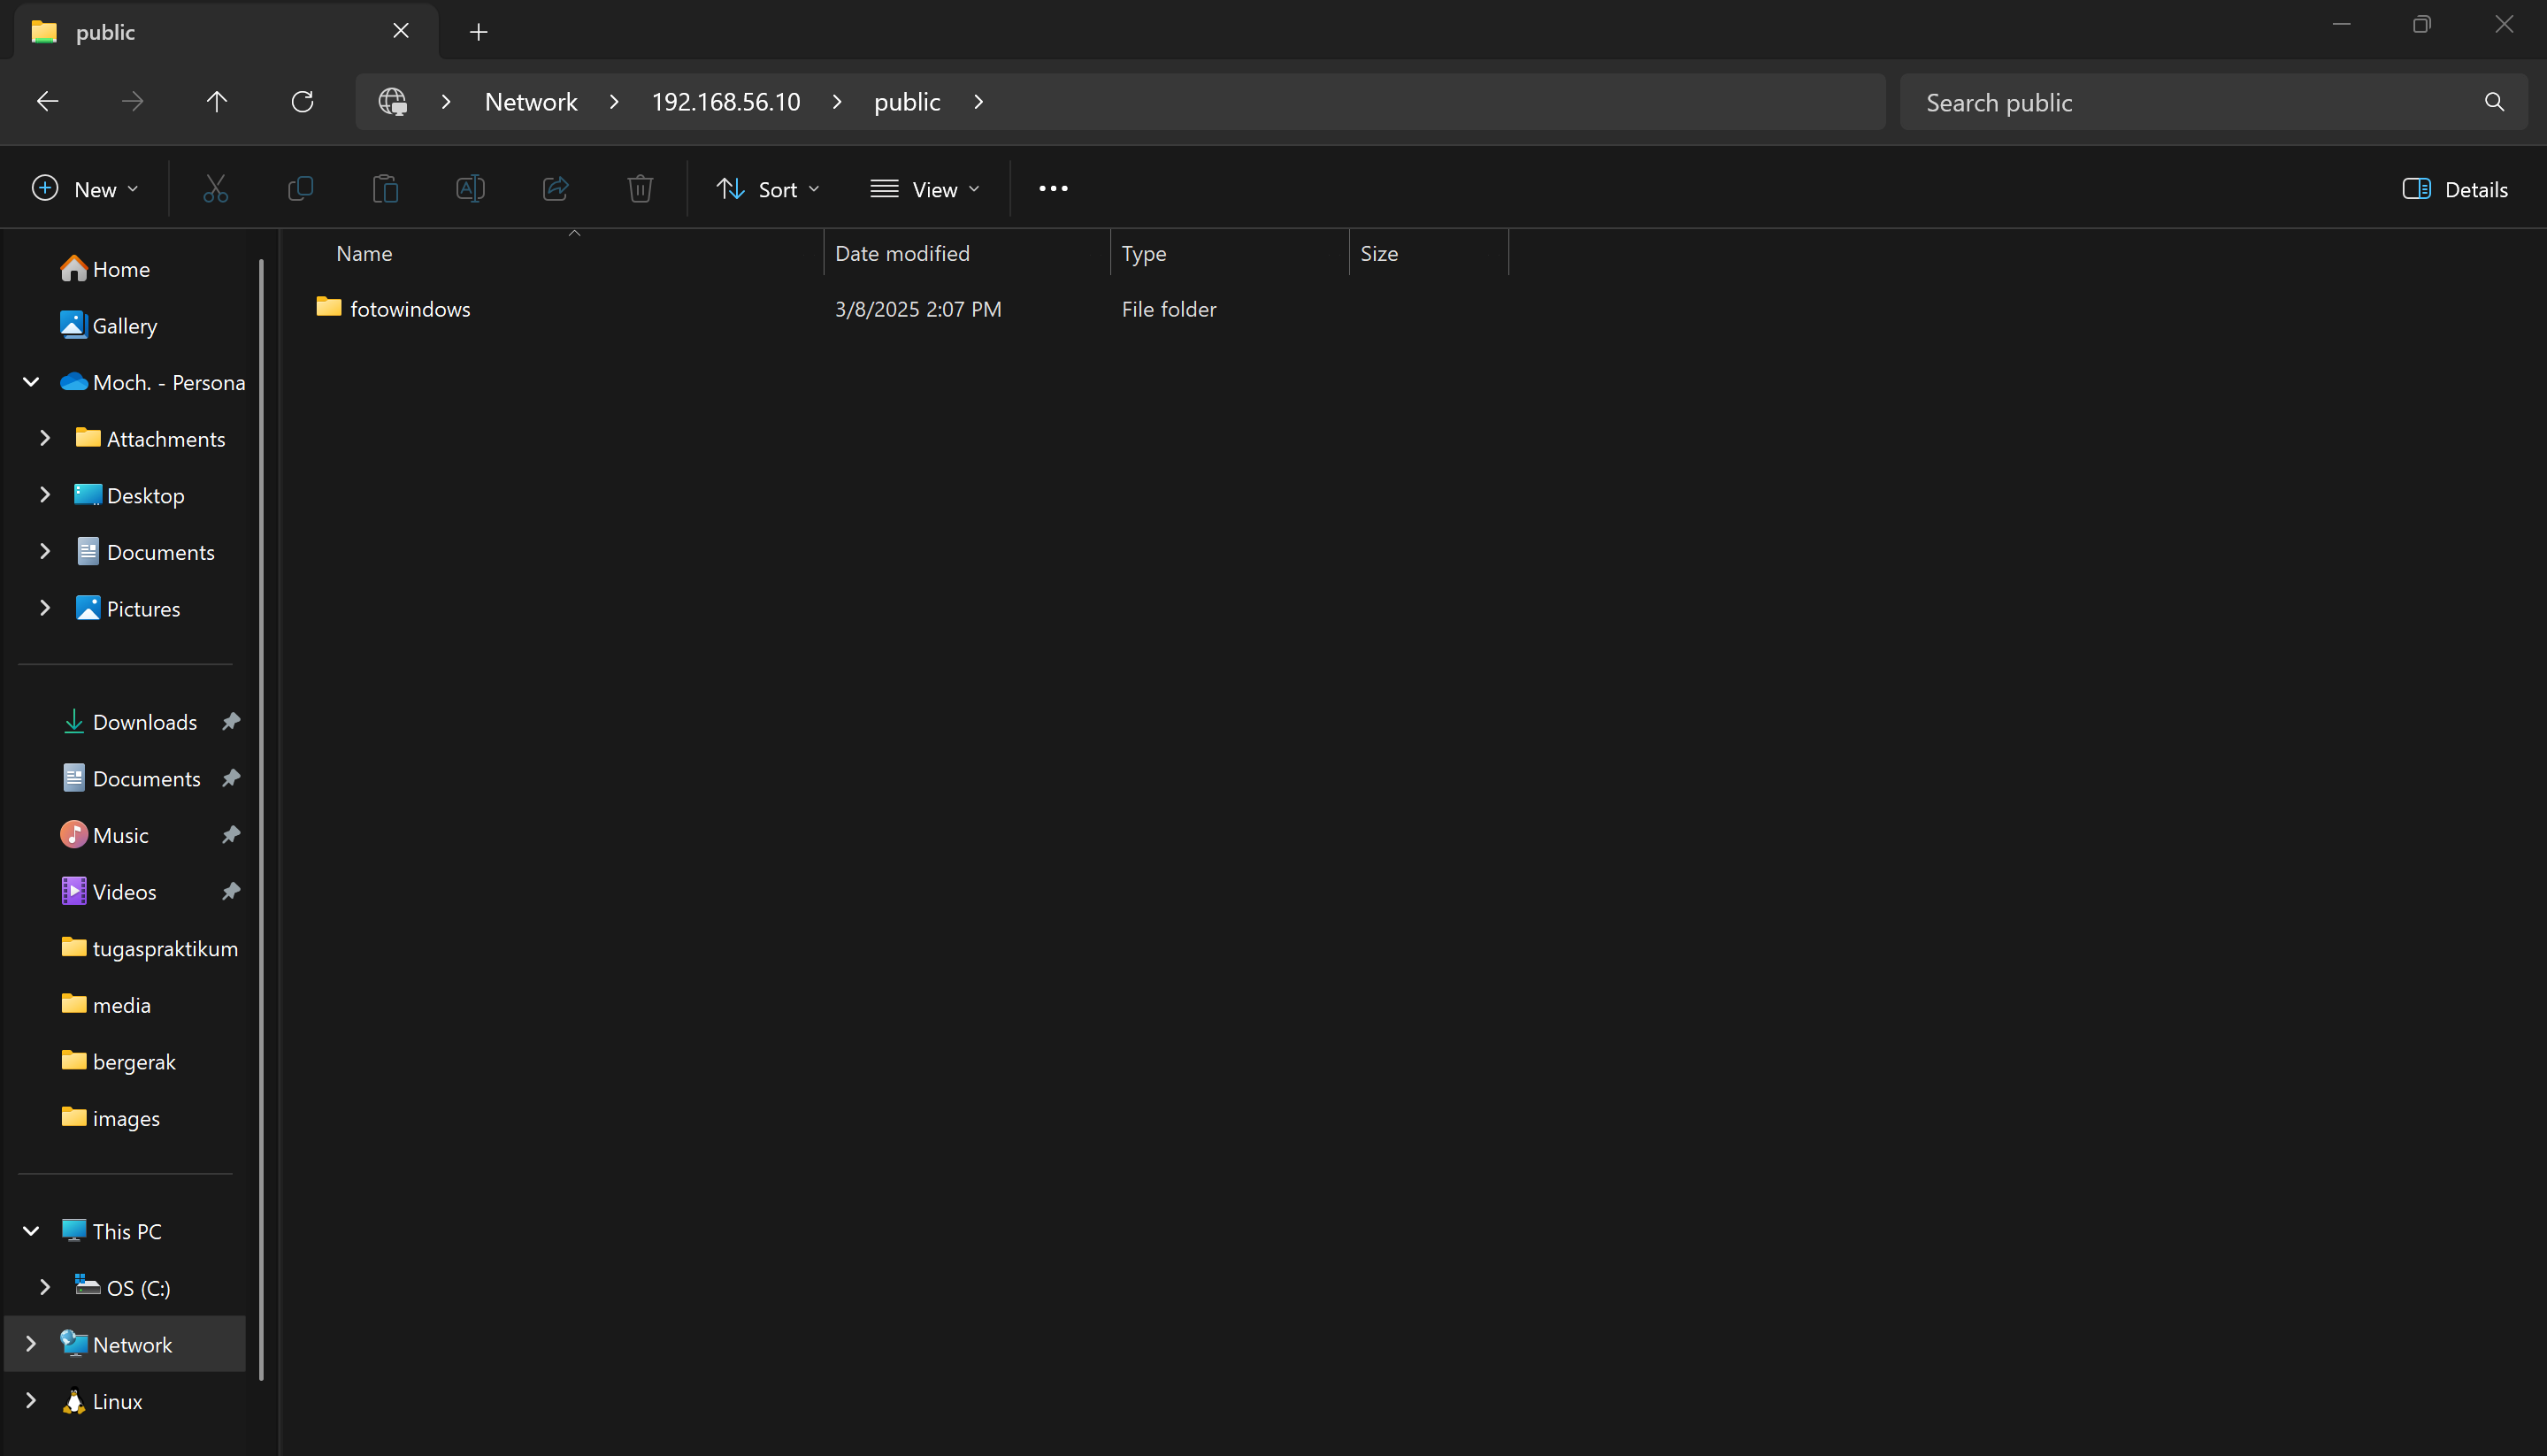 public
Network
192.168.56.10
public
Search public
New
Sort
View
Details
Name
Date modified
Type
Size
fotowindows
3/8/2025 2:07 PM
File folder
Home
Gallery
Moch. - Persona
Attachments
Desktop
Documents
Pictures
Downloads
Documents
Music
Videos
tugaspraktikum
media
bergerak
images
This PC
OS (C:)
Network
Linux